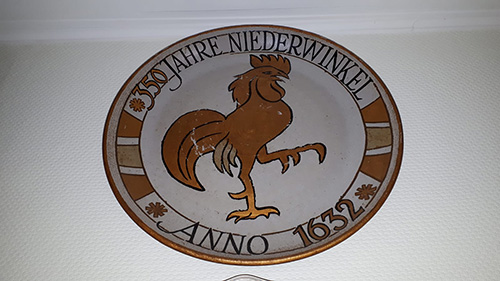 350 JAHRE NIEDERWINKEL
ANNO 1632